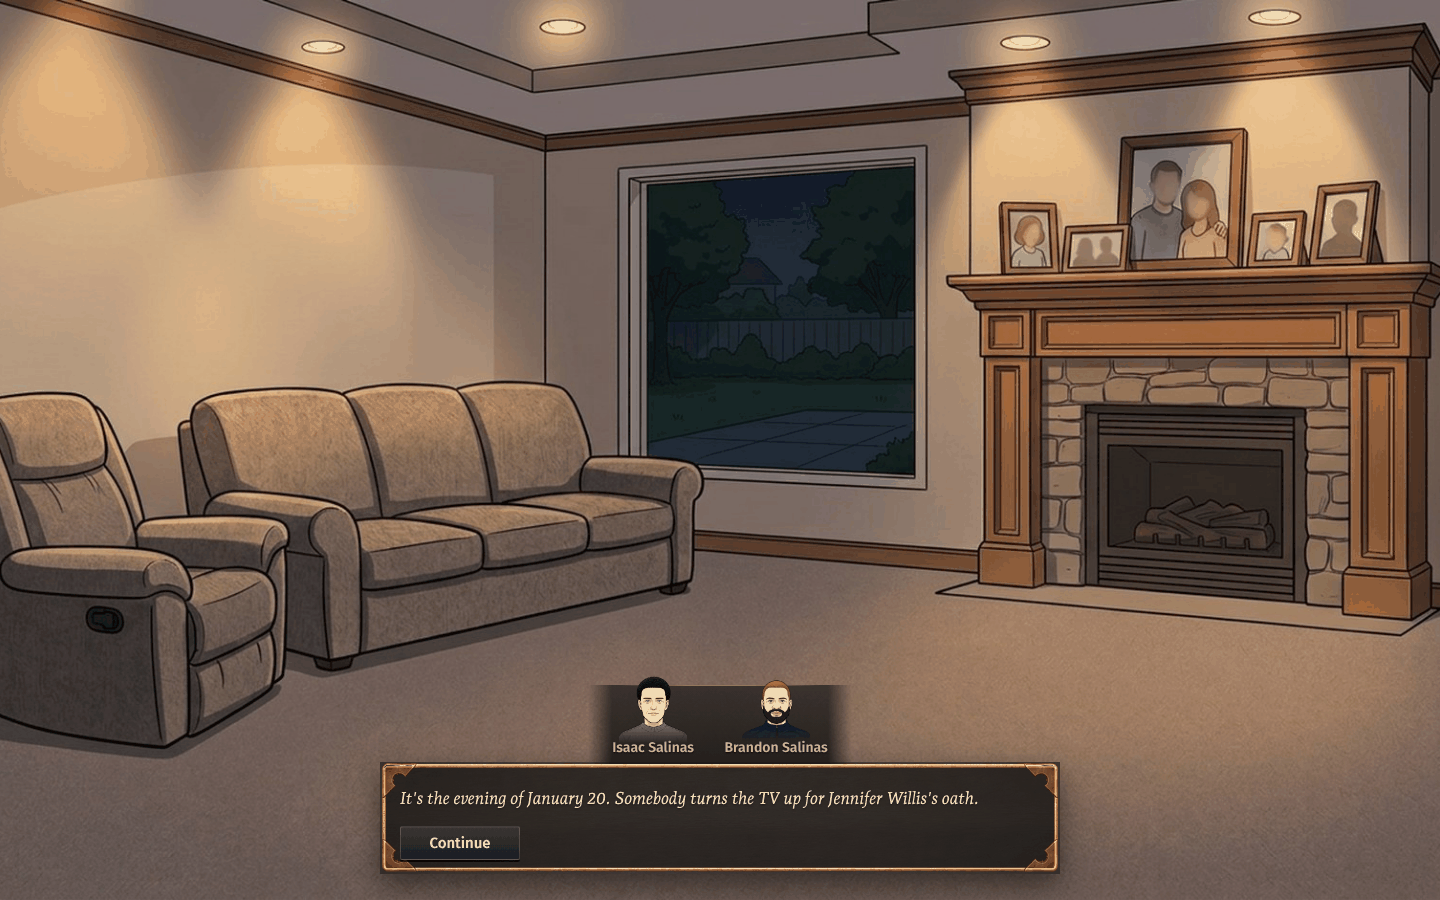 Isaac Salinas
Brandon Salinas
It's the evening of January 20. Somebody turns the TV up for Jennifer Willis's oath.
Continue